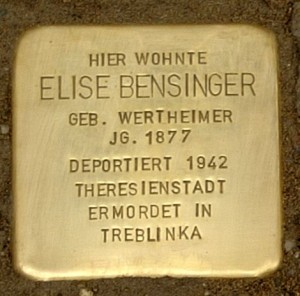 HIER WOHNTE
ELISE BENSINGER
GEB. WERTHEIMER
JG. 1877
DEPORTIERT 1942
THERESIENSTADT
ERMORDET IN
TREBLINKA